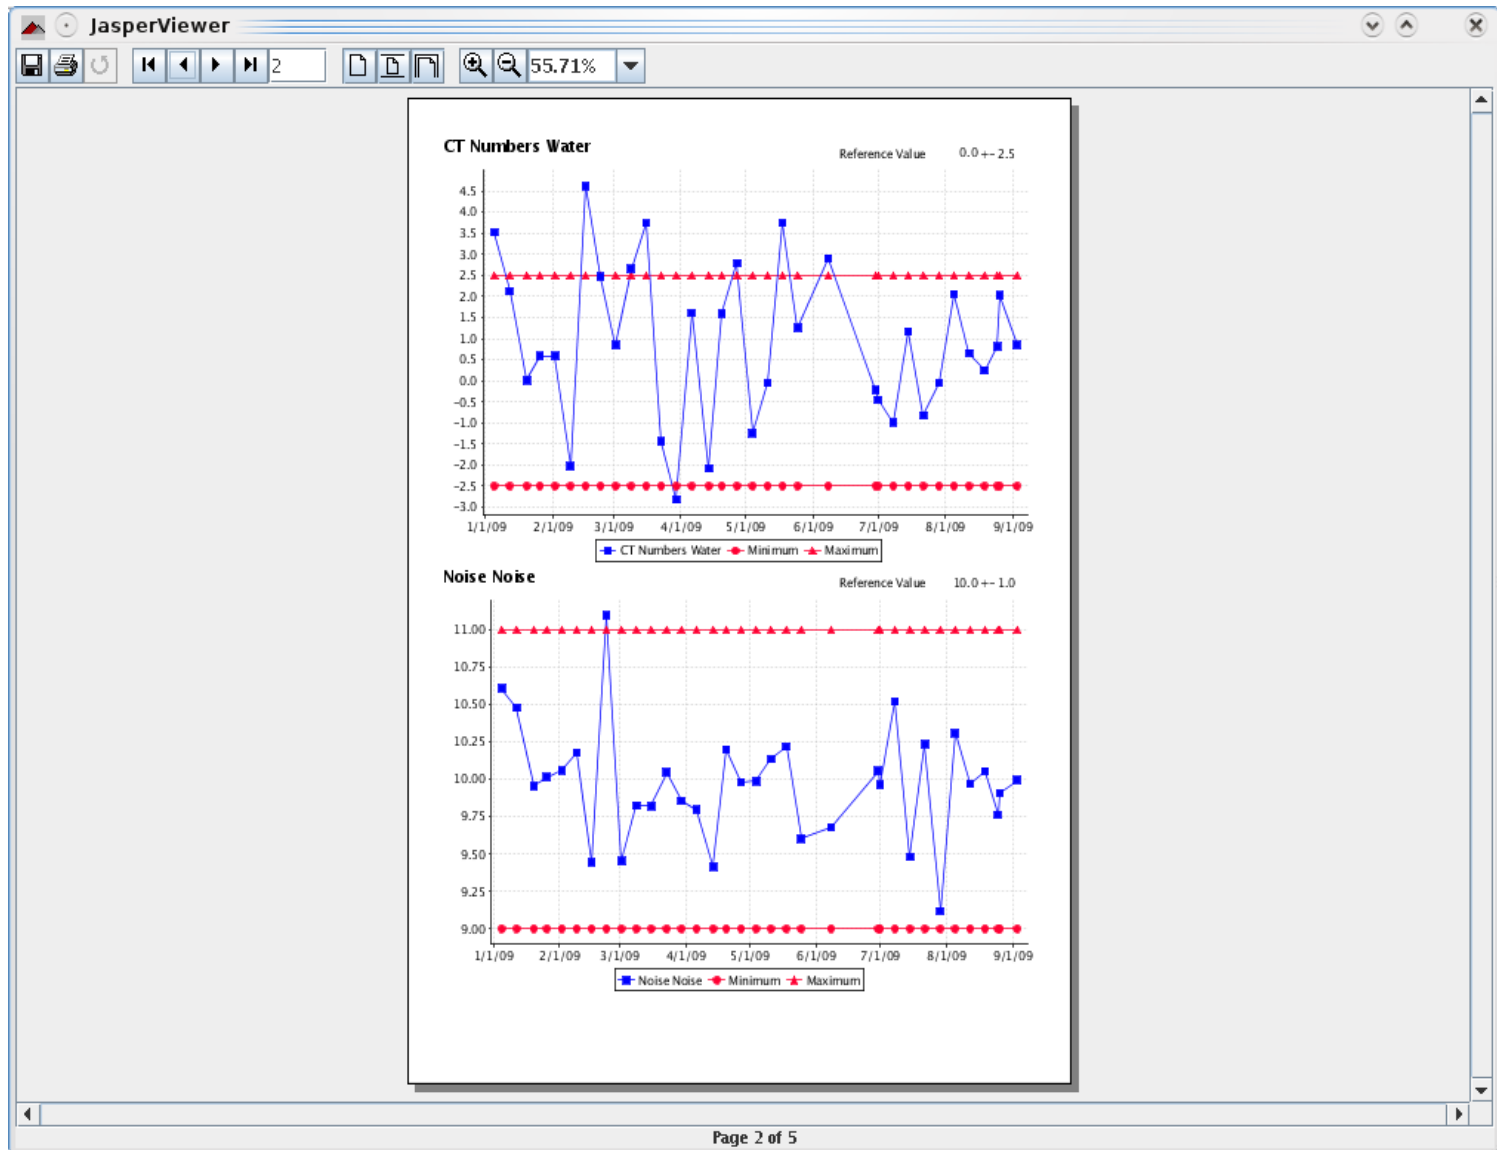 JasperViewer
2
55.71%
CT Numbers Water
Reference Value 0.0 +- 2.5
4.5
4.0
3.5
3.0
2.5
2.0
1.5
1.0
0.5
0.0
-0.5
-1.0
-1.5
-2.0
-2.5
-3.0
1/1/09 2/1/09 3/1/09 4/1/09 5/1/09 6/1/09 7/1/09 8/1/09 9/1/09
CT Numbers Water Minimum Maximum
Noise Noise
Reference Value 10.0 +- 1.0
11.00
10.75
10.50
10.25
10.00
9.75
9.50
9.25
9.00
1/1/09 2/1/09 3/1/09 4/1/09 5/1/09 6/1/09 7/1/09 8/1/09 9/1/09
Noise Noise Minimum Maximum
Page 2 of 5